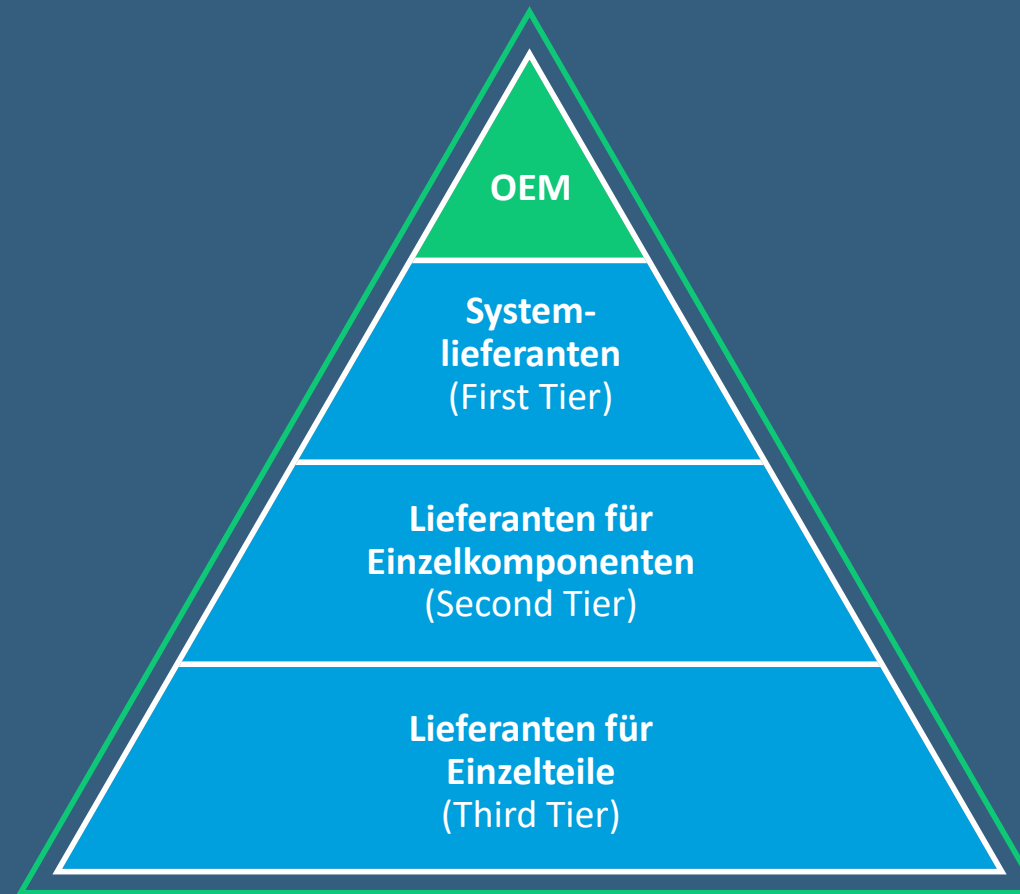 OEM
System-
lieferanten
(First Tier)
Lieferanten für
Einzelkomponenten
(Second Tier)
Lieferanten für
Einzelteile
(Third Tier)